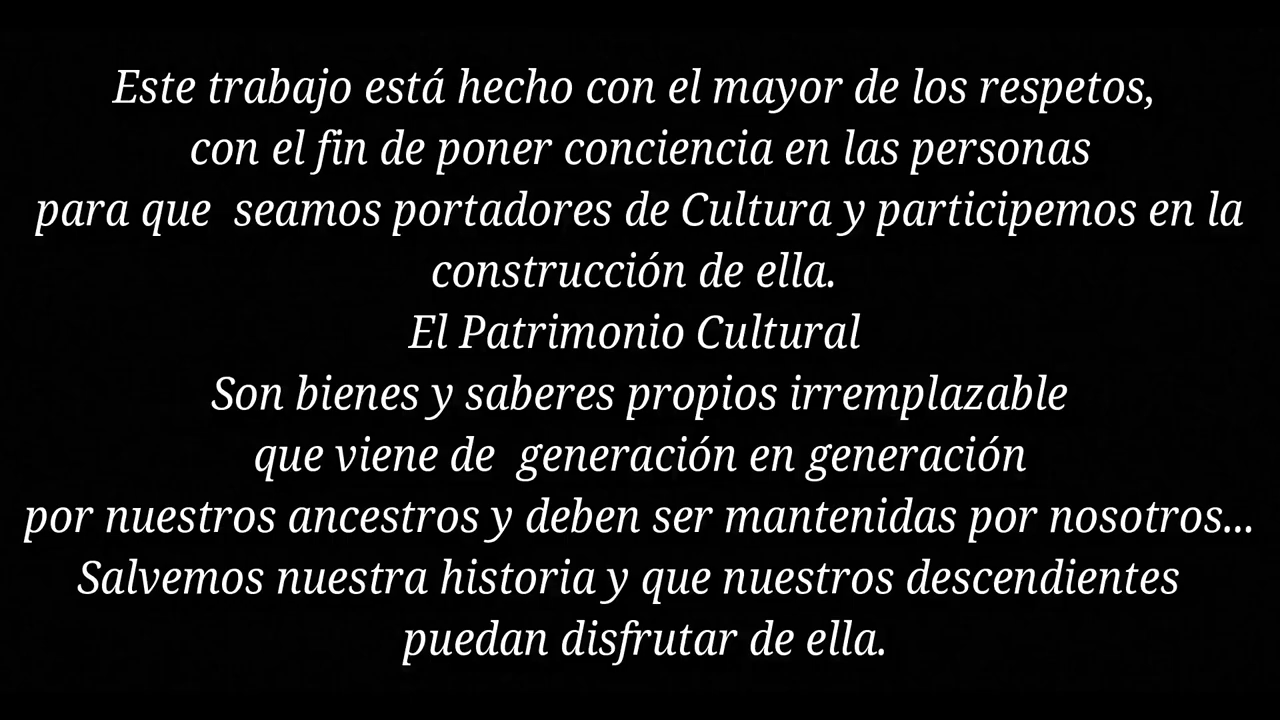 Este trabajo está hecho con el mayor de los respetos,
con el fin de poner conciencia en las personas
para que  seamos portadores de Cultura y participemos en la
construcción de ella.
El Patrimonio Cultural
Son bienes y saberes propios irremplazable
que viene de  generación en generación
por nuestros ancestros y deben ser mantenidas por nosotros...
Salvemos nuestra historia y que nuestros descendientes
puedan disfrutar de ella.